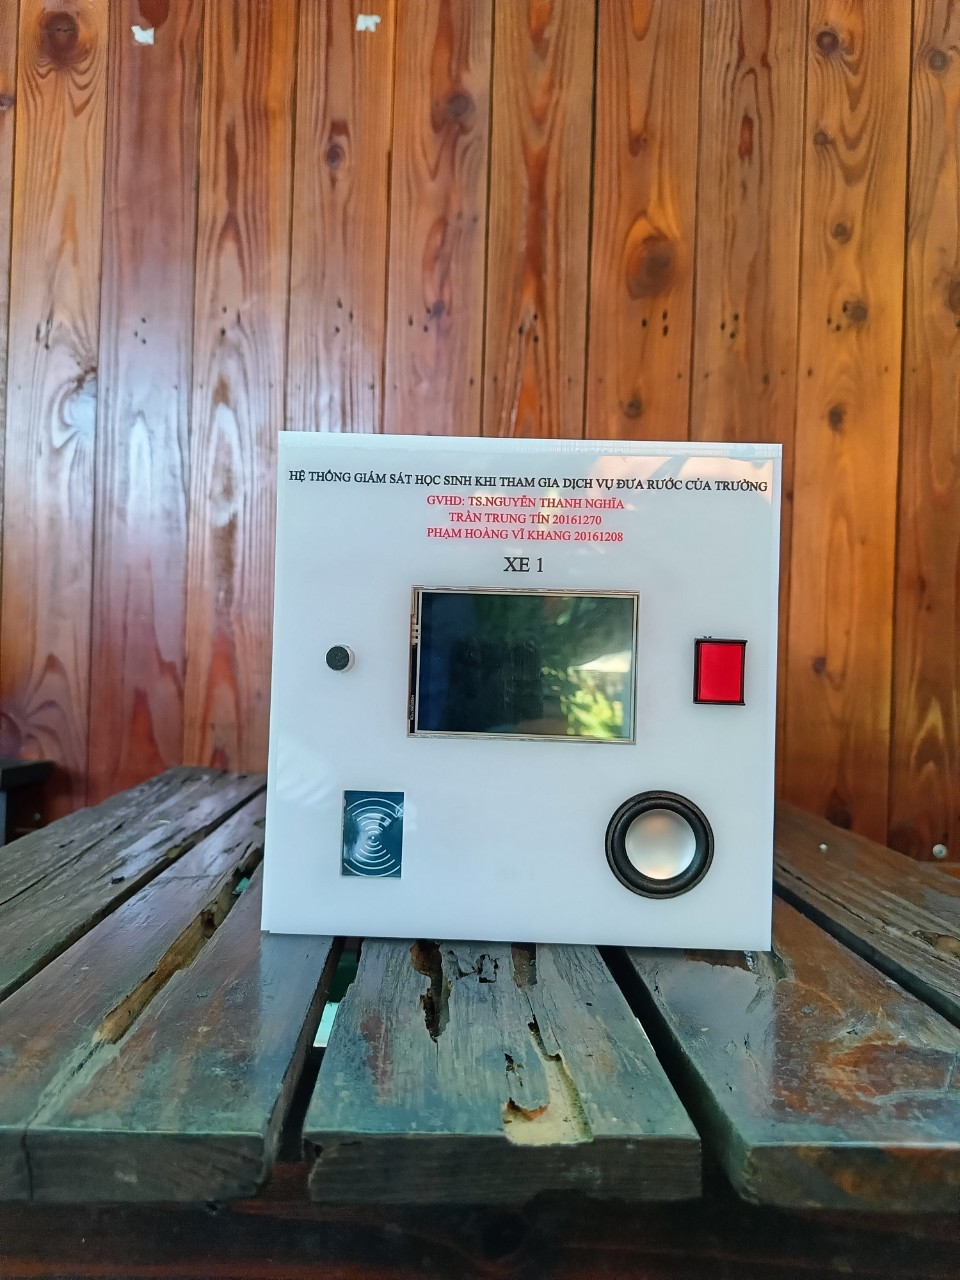 HỆ THỐNG GIÁM SÁT HỌC SINH KHI THAM GIA DỊCH VỤ ĐƯA RƯỚC CỦA TRƯỜNG
GVHD: TS.NGUYỄN THANH NGHĨA
TRẦN TRUNG TÍN 20161270
PHẠM HOÀNG VĨ KHANG 20161208
XE 1